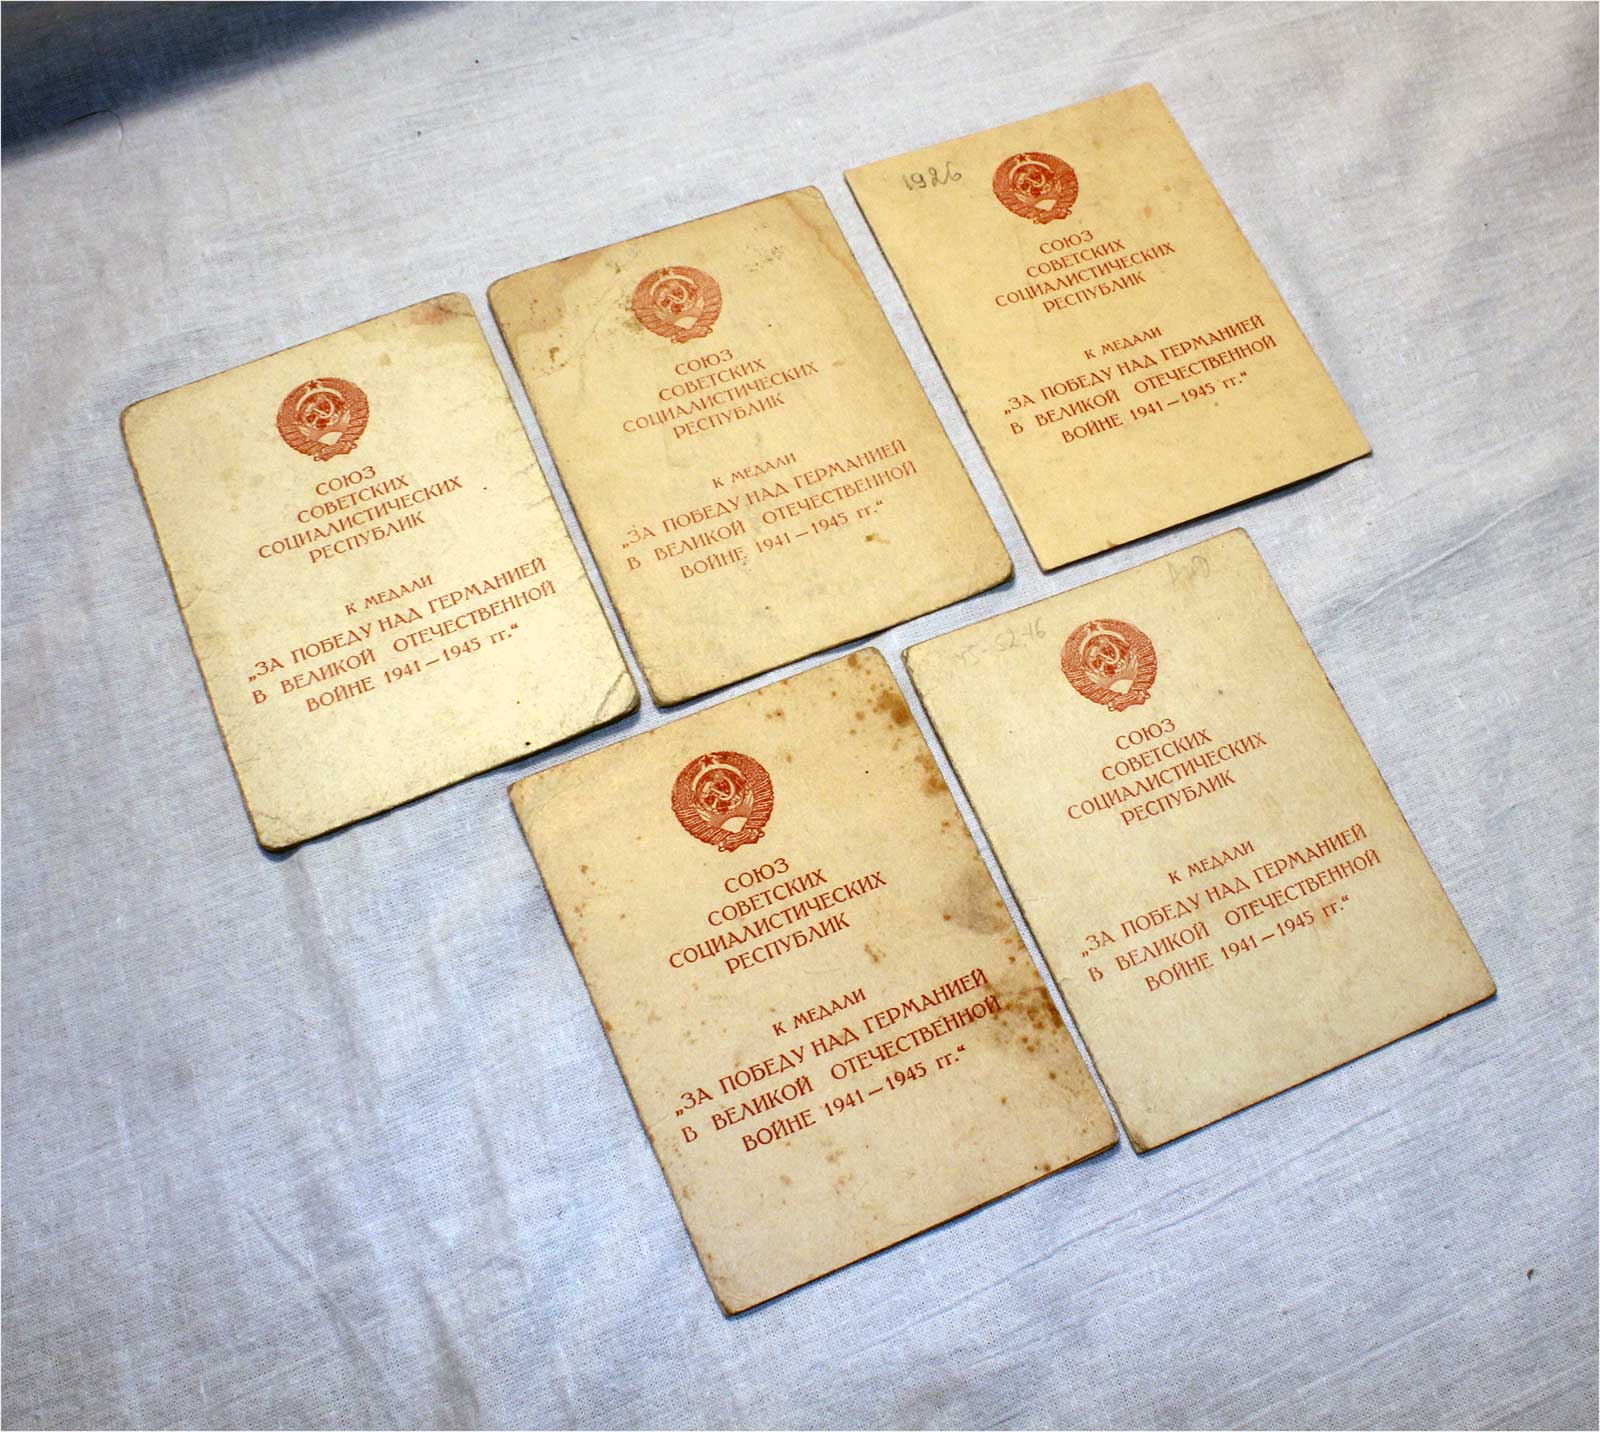 СОЮЗ
СОВЕТСКИХ
СОЦИАЛИСТИЧЕСКИХ
РЕСПУБЛИК
К МЕДАЛИ
„ЗА ПОБЕДУ НАД ГЕРМАНИЕЙ
В ВЕЛИКОЙ ОТЕЧЕСТВЕННОЙ
ВОЙНЕ 1941—1945 гг.“
СОЮЗ
СОВЕТСКИХ
СОЦИАЛИСТИЧЕСКИХ
РЕСПУБЛИК
К МЕДАЛИ
„ЗА ПОБЕДУ НАД ГЕРМАНИЕЙ
В ВЕЛИКОЙ ОТЕЧЕСТВЕННОЙ
ВОЙНЕ 1941—1945 гг.“
1926
СОЮЗ
СОВЕТСКИХ
СОЦИАЛИСТИЧЕСКИХ
РЕСПУБЛИК
К МЕДАЛИ
„ЗА ПОБЕДУ НАД ГЕРМАНИЕЙ
В ВЕЛИКОЙ ОТЕЧЕСТВЕННОЙ
ВОЙНЕ 1941—1945 гг.“
СОЮЗ
СОВЕТСКИХ
СОЦИАЛИСТИЧЕСКИХ
РЕСПУБЛИК
К МЕДАЛИ
„ЗА ПОБЕДУ НАД ГЕРМАНИЕЙ
В ВЕЛИКОЙ ОТЕЧЕСТВЕННОЙ
ВОЙНЕ 1941—1945 гг.“
СОЮЗ
СОВЕТСКИХ
СОЦИАЛИСТИЧЕСКИХ
РЕСПУБЛИК
К МЕДАЛИ
„ЗА ПОБЕДУ НАД ГЕРМАНИЕЙ
В ВЕЛИКОЙ ОТЕЧЕСТВЕННОЙ
ВОЙНЕ 1941—1945 гг.“